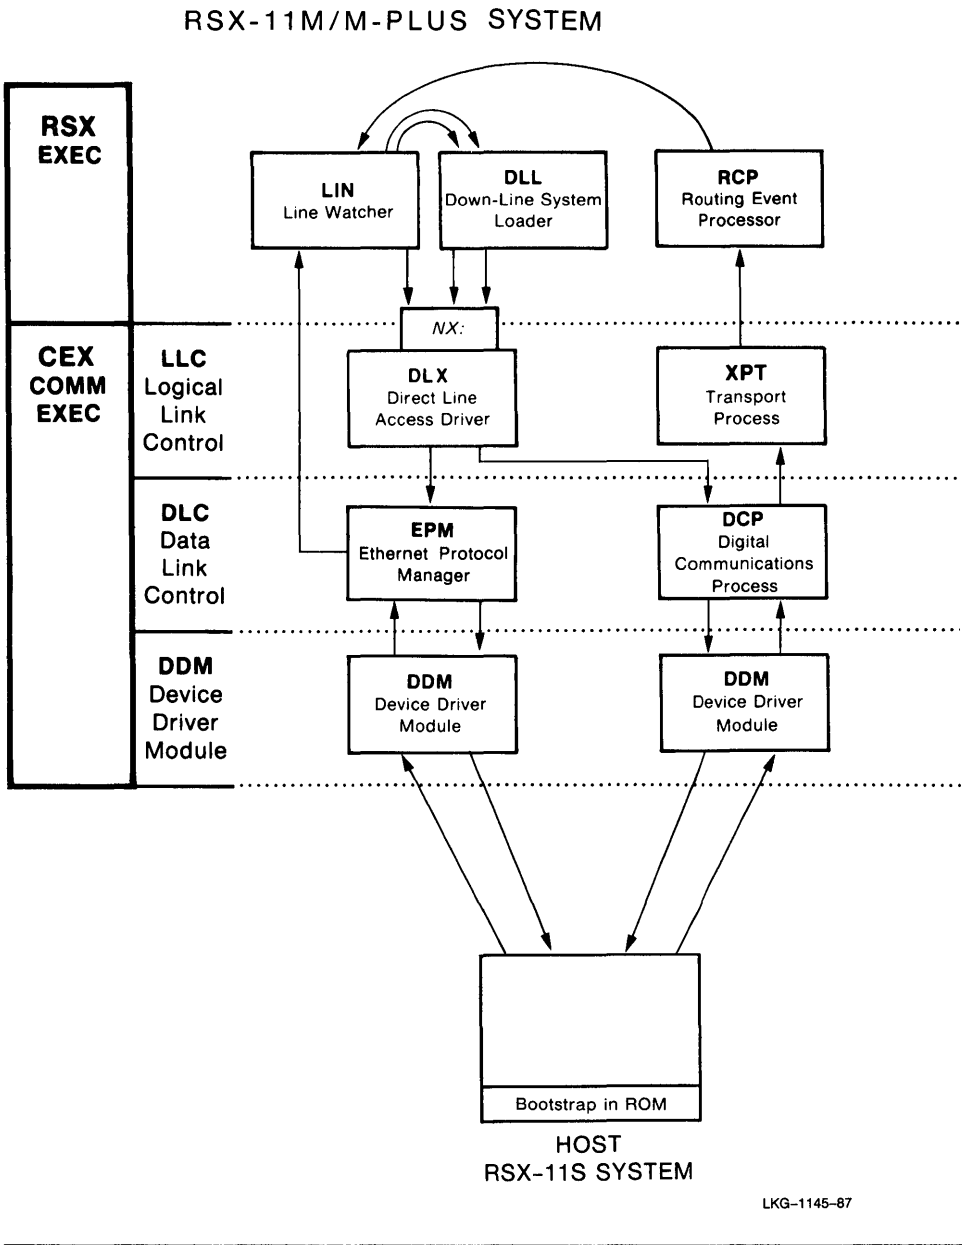 RSX-11M/M-PLUS SYSTEM
RSX
EXEC
LIN
Line Watcher
DLL
Down-Line System
Loader
RCP
Routing Event
Processor
NX:
CEX
COMM
EXEC
LLC
Logical
Link
Control
DLX
Direct Line
Access Driver
XPT
Transport
Process
DLC
Data
Link
Control
EPM
Ethernet Protocol
Manager
DCP
Digital
Communications
Process
DDM
Device
Driver
Module
DDM
Device Driver
Module
DDM
Device Driver
Module
Bootstrap in ROM
HOST
RSX-11S SYSTEM
LKG-1145-87